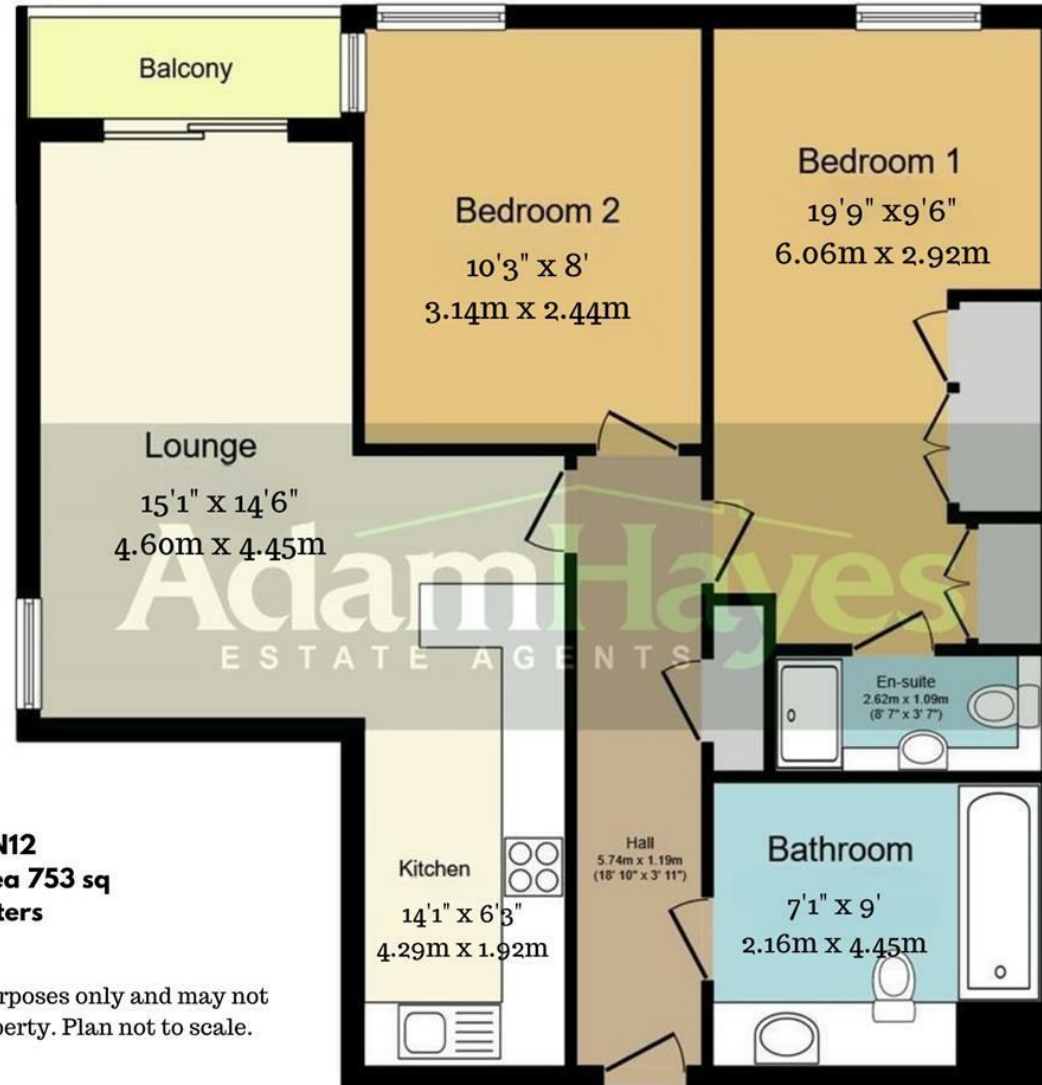 Balcony
Bedroom 2
10'3" x 8'
3.14m x 2.44m
Bedroom 1
19'9" x9'6"
6.06m x 2.92m
Lounge
15'1" x 14'6"
4.60m x 4.45m
AdamHayes
ESTATE AGENTS
En-suite
2.62m x 1.09m
(8' 7" x 3' 7")
Hall
5.74m x 1.19m
(18' 10" x 3' 11")
Kitchen
14'1" x 6'3"
4.29m x 1.92m
Bathroom
7'1" x 9'
2.16m x 4.45m
N12
ea 753 sq
ters
rposes only and may not
perty. Plan not to scale.